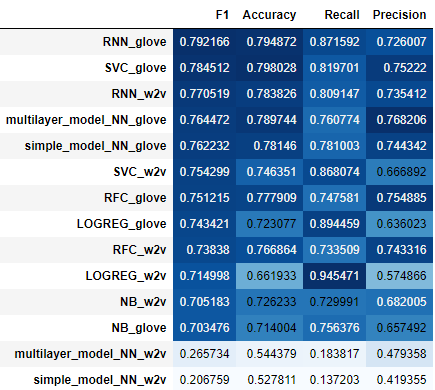 F1 Accuracy Recall Precision
RNN_glove 0.792166 0.794872 0.871592 0.726007
SVC_glove 0.784512 0.798028 0.819701 0.75222
RNN_w2v 0.770519 0.783826 0.809147 0.735412
multilayer_model_NN_glove 0.764472 0.789744 0.760774 0.768206
simple_model_NN_glove 0.762232 0.78146 0.781003 0.744342
SVC_w2v 0.754299 0.746351 0.868074 0.666892
RFC_glove 0.751215 0.777909 0.747581 0.754885
LOGREG_glove 0.743421 0.723077 0.894459 0.636023
RFC_w2v 0.73838 0.766864 0.733509 0.743316
LOGREG_w2v 0.714998 0.661933 0.945471 0.574866
NB_w2v 0.705183 0.726233 0.729991 0.682005
NB_glove 0.703476 0.714004 0.756376 0.657492
multilayer_model_NN_w2v 0.265734 0.544379 0.183817 0.479358
simple_model_NN_w2v 0.206759 0.527811 0.137203 0.419355